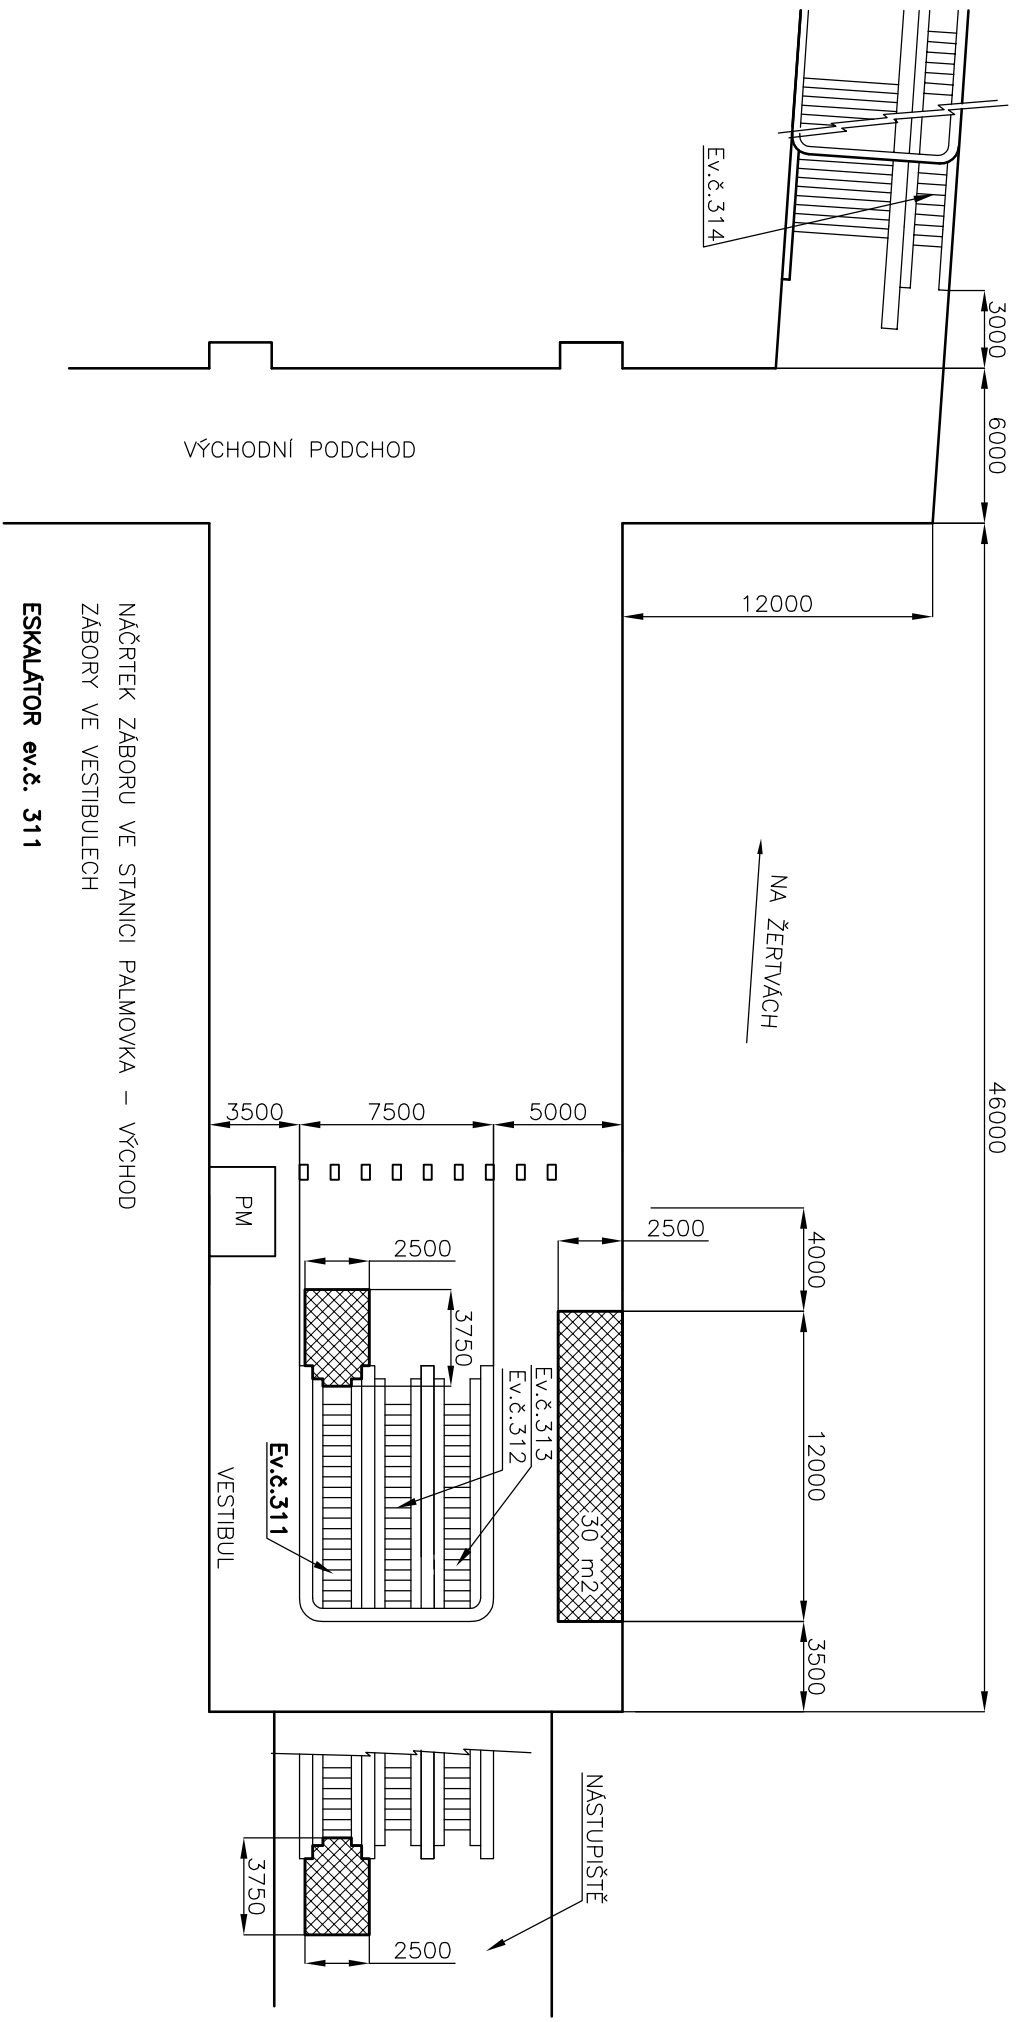 Ev.č.314
3000
6000
46000
VÝCHODNÍ PODCHOD
12000
NA ŽERTVÁCH
3500
7500
5000
PM
2500
3750
2500
4000
12000
3500
30 m2
Ev.č.313
Ev.č.312
Ev.č.311
VESTIBUL
NÁSTUPIŠTĚ
3750
2500
NÁČRTEK ZÁBORU VE STANICI PALMOVKA – VÝCHOD
ZÁBORY VE VESTIBULECH
ESKALÁTOR ev.č. 311